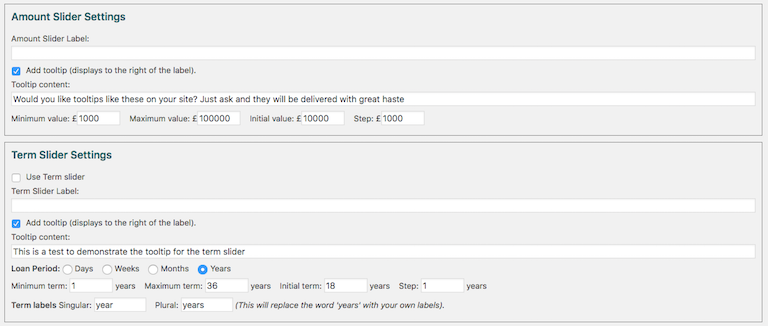 Amount Slider Settings
Amount Slider Label:
Add tooltip (displays to the right of the label).
Tooltip content:
Would you like tooltips like these on your site? Just ask and they will be delivered with great haste
Minimum value: £ 1000 Maximum value: £ 100000 Initial value: £ 10000 Step: £ 1000
Term Slider Settings
Use Term slider
Term Slider Label:
Add tooltip (displays to the right of the label).
Tooltip content:
This is a test to demonstrate the tooltip for the term slider
Loan Period: Days Weeks Months Years
Minimum term: 1 years Maximum term: 36 years Initial term: 18 years Step: 1 years
Term labels Singular: year Plural: years (This will replace the word 'years' with your own labels).